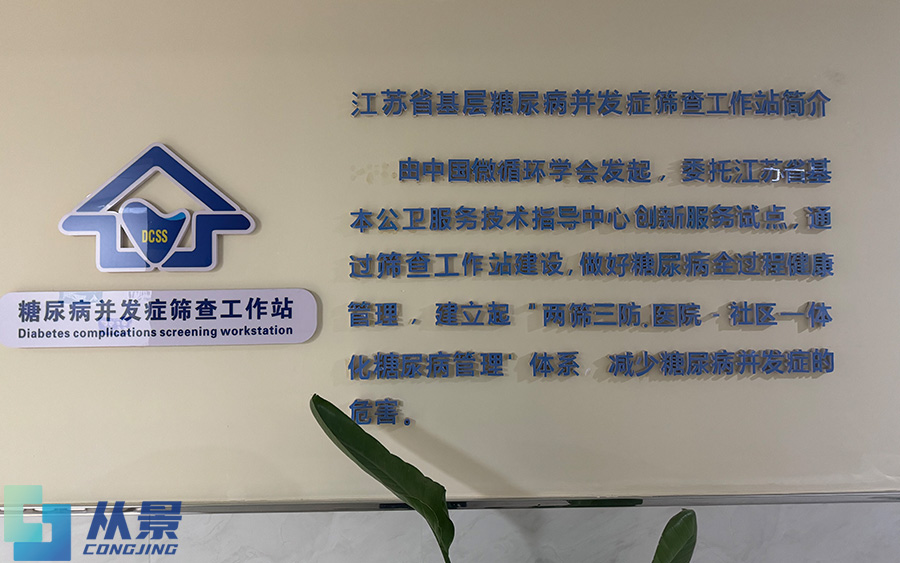 江苏省基层糖尿病并发症筛查工作站简介
由中国微循环学会发起，委托江苏省基
本公卫服务技术指导中心创新服务试点，通
过筛查工作站建设，做好糖尿病全过程健康
管理，建立起“两筛三防，医院-社区一体
化糖尿病管理”体系，减少糖尿病并发症的
危害。
DCSS
糖尿病并发症筛查工作站
Diabetes complications screening workstation
从景
CONGJING